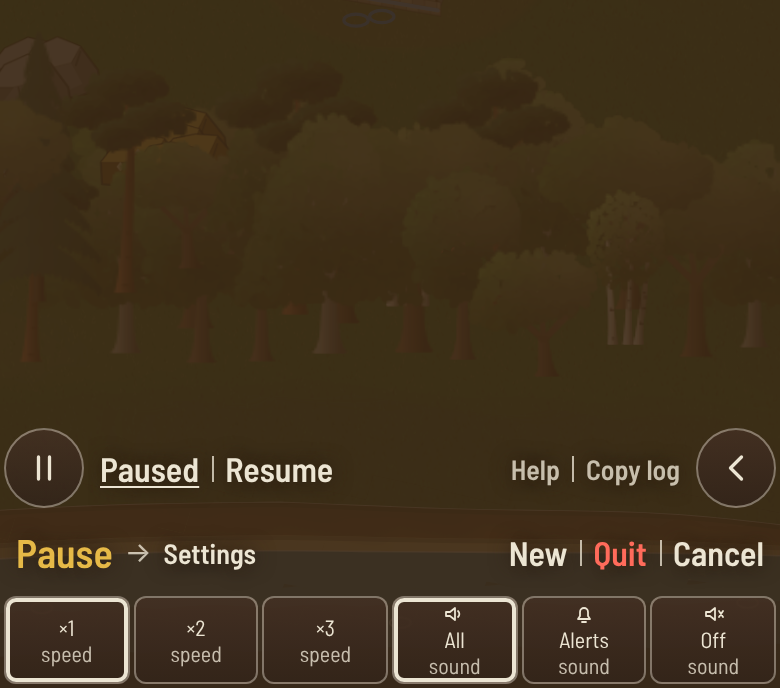 Paused | Resume Help | Copy log
Pause → Settings New | Quit | Cancel
×1 ×2 ×3 All Alerts Off
speed speed speed sound sound sound